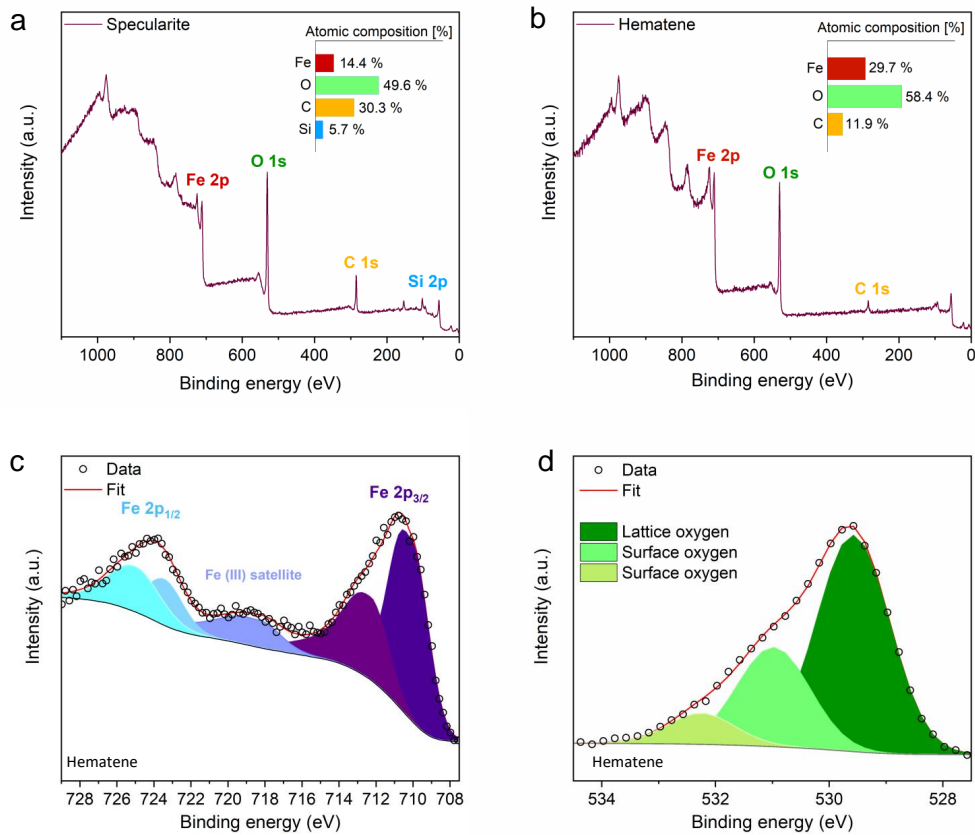 a
Specularite
Atomic composition [%]
Fe 14.4 %
O 49.6 %
C 30.3 %
Si 5.7 %
Fe 2p
O 1s
C 1s
Si 2p
Intensity (a.u.)
1000 800 600 400 200 0
Binding energy (eV)
b
Hematene
Atomic composition [%]
Fe 29.7 %
O 58.4 %
C 11.9 %
Fe 2p
O 1s
C 1s
Intensity (a.u.)
1000 800 600 400 200 0
Binding energy (eV)
c
Data
Fit
Fe 2p1/2
Fe 2p3/2
Fe (III) satellite
Intensity (a.u.)
Hematene
728 726 724 722 720 718 716 714 712 710 708
Binding energy (eV)
d
Data
Fit
Lattice oxygen
Surface oxygen
Surface oxygen
Intensity (a.u.)
Hematene
534 532 530 528
Binding energy (eV)